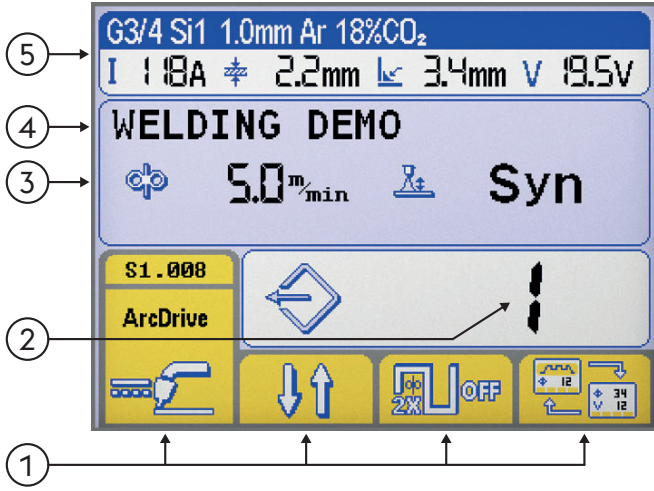 G3/4 Si1 1.0mm Ar 18%CO₂
I 118A 2.2mm 3.4mm V 19.5V
WELDING DEMO
5.0 m/min Syn
S1.008
ArcDrive
1
2X OFF
12
34
V 12
5
4
3
2
1